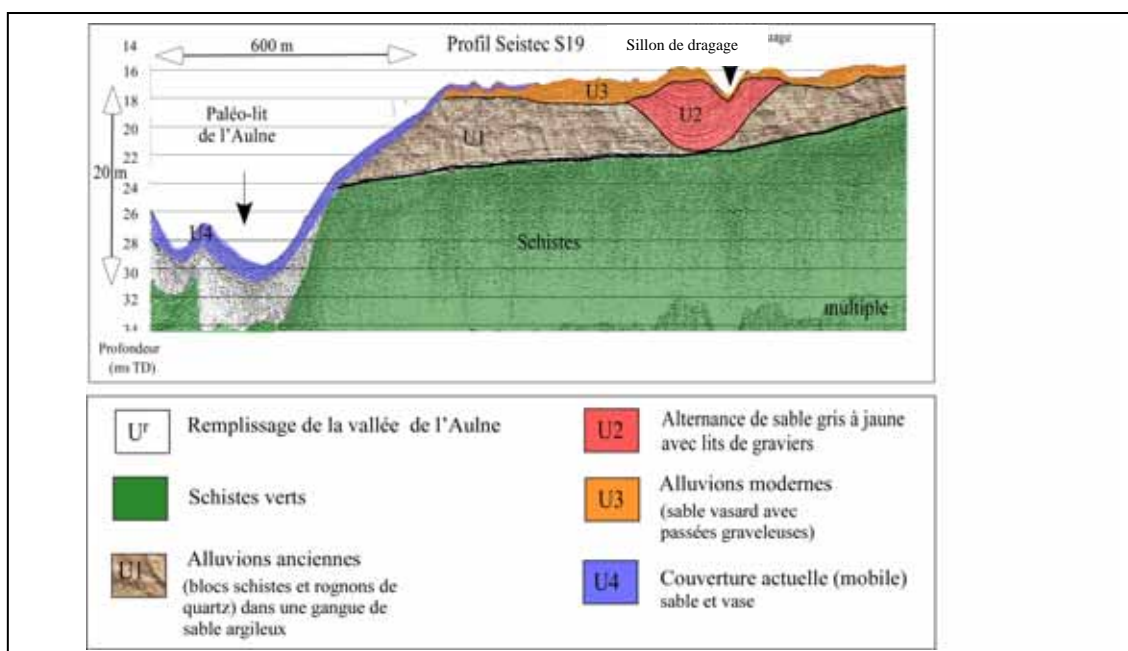 14
600 m
Profil Seistec S19
Sillon de dragage
16
18
Paléo-lit
de l'Aulne
U3
U2
20
U1
22
20 m
24
26
U4
28
Schistes
30
32
multiple
34
Profondeur
(ms TD)
Ur
Remplissage de la vallée de l'Aulne
Schistes verts
U1
Alluvions anciennes
(blocs schistes et rognons de
quartz) dans une gangue de
sable argileux
U2
Alternance de sable gris à jaune
avec lits de graviers
U3
Alluvions modernes
(sable vasard avec
passées graveleuses)
U4
Couverture actuelle (mobile)
sable et vase